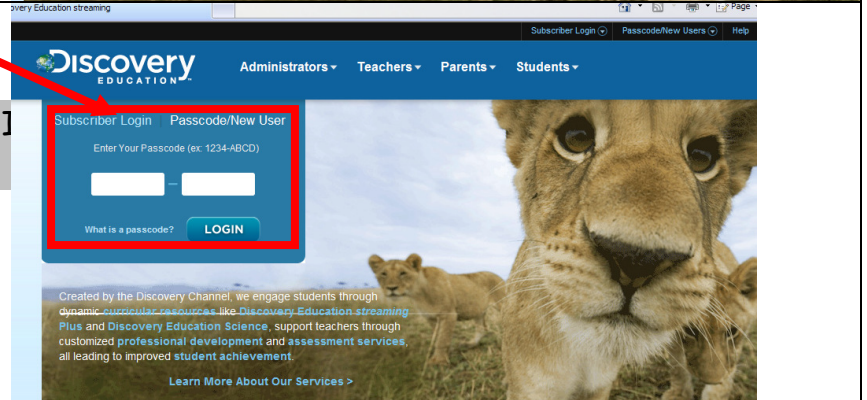 overy Education streaming
Page
Subscriber Login Passcode/New Users Help
Discovery
EDUCATION
Administrators Teachers Parents Students
Subscriber Login | Passcode/New User
Enter Your Passcode (ex: 1234-ABCD)
–
What is a passcode? LOGIN
Created by the Discovery Channel, we engage students through
dynamic curricular resources like Discovery Education streaming
Plus and Discovery Education Science, support teachers through
customized professional development and assessment services,
all leading to improved student achievement.
Learn More About Our Services >